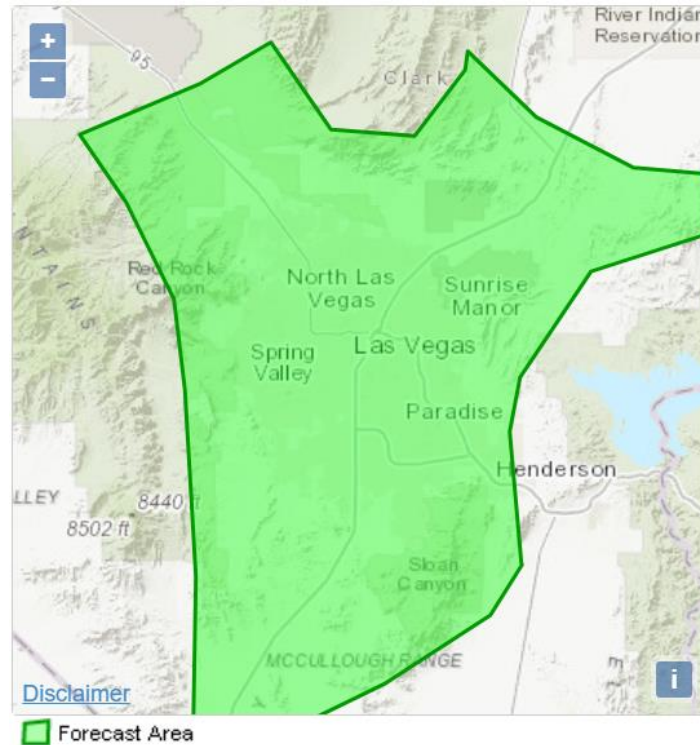 River Indian
Reservation
+
−
95
Clark
NTAINS
Red Rock
Canyon
North Las
Vegas
Sunrise
Manor
Spring
Valley
Las Vegas
Paradise
Henderson
LLEY
8440 ft
8502 ft
Sloan
Canyon
MCCULLOUGH RANGE
Disclaimer
i
Forecast Area